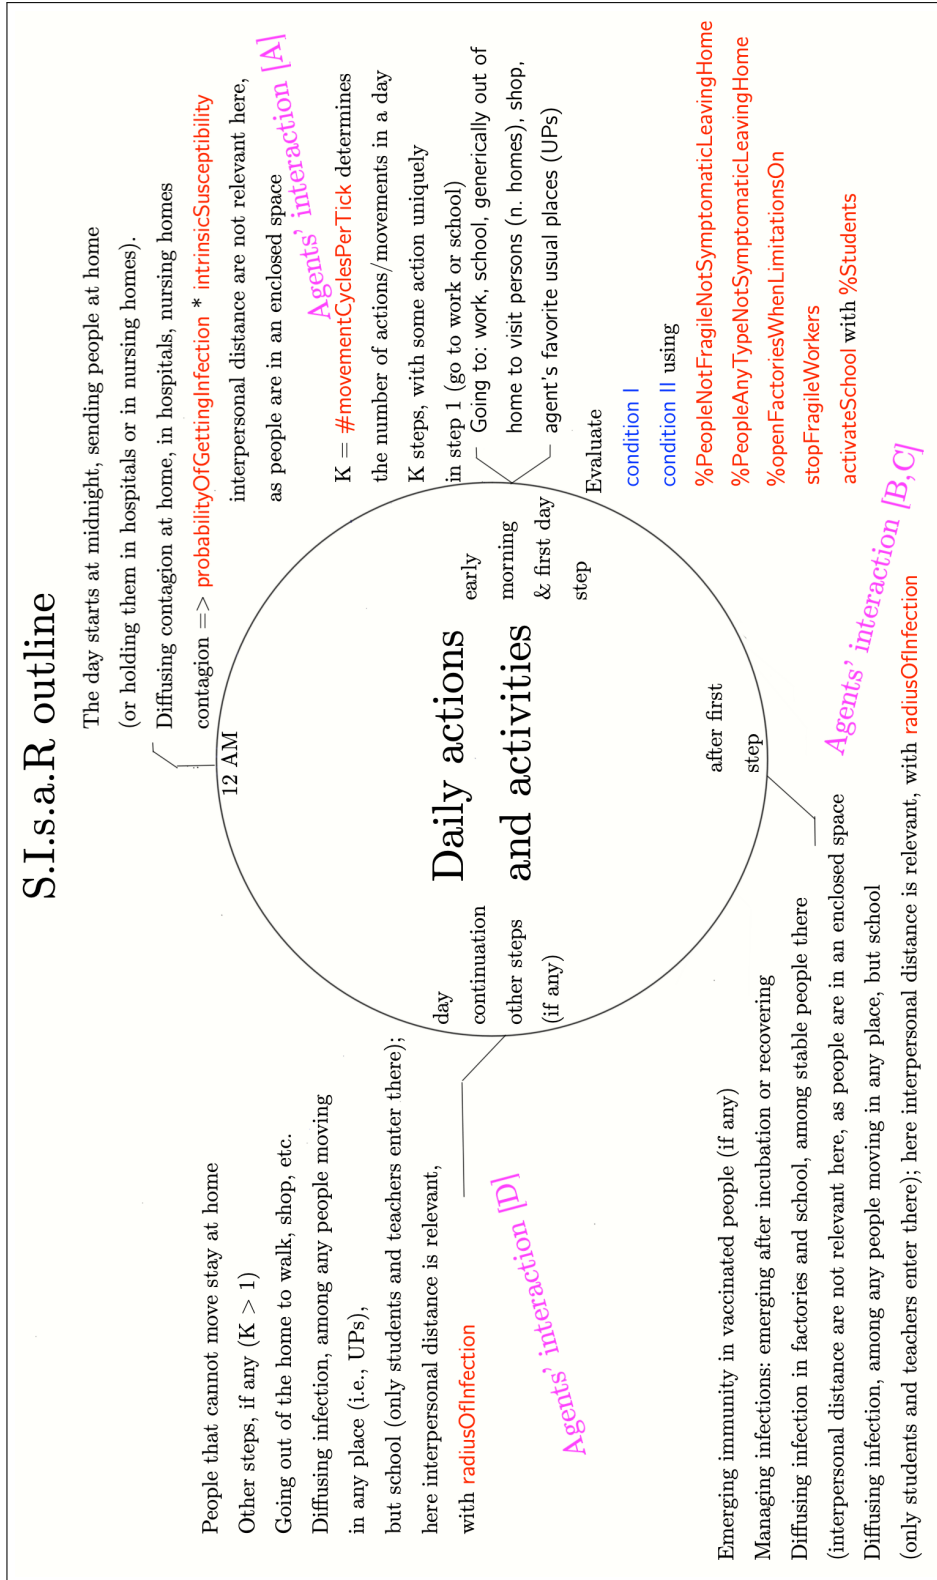 S.I.s.a.R outline
The day starts at midnight, sending people at home
(or holding them in hospitals or in nursing homes).
Diffusing contagion at home, in hospitals, nursing homes
contagion => probabilityOfGettingInfection * intrinsicSusceptibility
interpersonal distance are not relevant here,
as people are in an enclosed space
Agents' interaction [A]
12 AM
K = #movementCyclesPerTick determines
the number of actions/movements in a day
K steps, with some action uniquely
in step 1 (go to work or school)
Going to: work, school, generically out of
home to visit persons (n. homes), shop,
agent's favorite usual places (UPs)
early
morning
& first day
step
Evaluate
condition I
condition II using
%PeopleNotFragileNotSymptomaticLeavingHome
%PeopleAnyTypeNotSymptomaticLeavingHome
%openFactoriesWhenLimitationsOn
stopFragileWorkers
activateSchool with %Students
Daily actions
and activities
after first
step
Agents' interaction [B,C]
Emerging immunity in vaccinated people (if any)
Managing infections: emerging after incubation or recovering
Diffusing infection in factories and school, among stable people there
(interpersonal distance are not relevant here, as people are in an enclosed space
Diffusing infection, among any people moving in any place, but school
(only students and teachers enter there); here interpersonal distance is relevant, with radiusOfInfection
day
continuation
other steps
(if any)
People that cannot move stay at home
Other steps, if any (K > 1)
Going out of the home to walk, shop, etc.
Diffusing infection, among any people moving
in any place (i.e., UPs),
but school (only students and teachers enter there);
here interpersonal distance is relevant,
with radiusOfInfection
Agents' interaction [D]